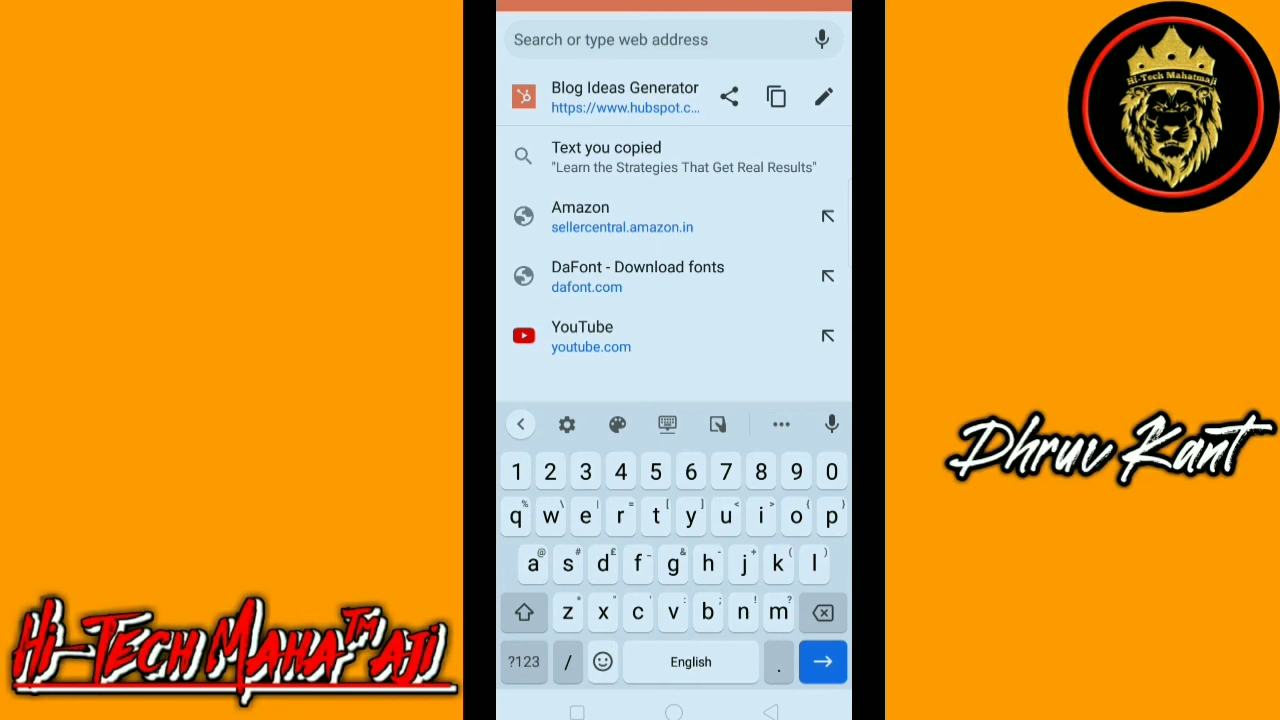 Search or type web address
Blog Ideas Generator
https://www.hubspot.c...
Text you copied
"Learn the Strategies That Get Real Results"
Amazon
sellercentral.amazon.in
DaFont - Download fonts
dafont.com
YouTube
youtube.com
1 2 3 4 5 6 7 8 9 0
% \ | = [ ] < > { }
q w e r t y u i o p
@ # £ _ & - + ( )
a s d f g h j k l
* " ' : ; ! ?
z x c v b n m
?123 / English .
Hi-Tech Mahatmaji
Dhruv Kant
Hi-Tech Maha™aji